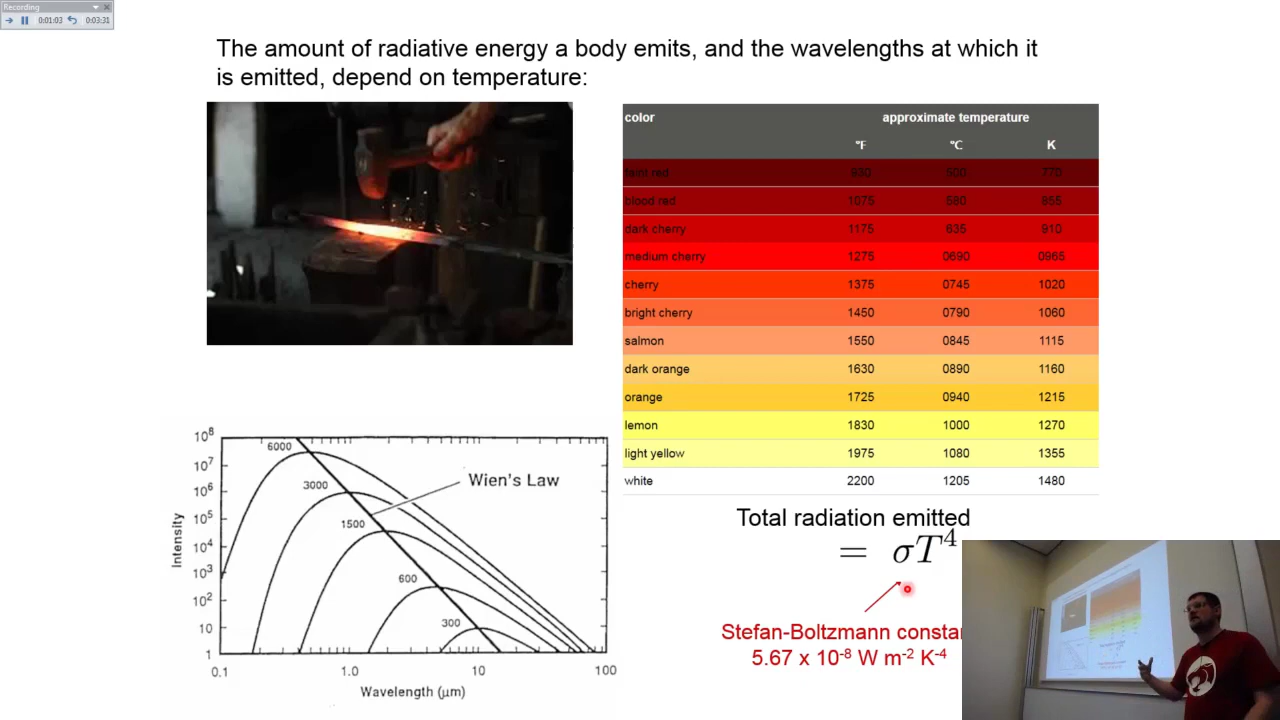 Recording
0:01:03 0:03:31
The amount of radiative energy a body emits, and the wavelengths at which it
is emitted, depend on temperature:
color approximate temperature
°F °C K
faint red 930 500 770
blood red 1075 580 855
dark cherry 1175 635 910
medium cherry 1275 0690 0965
cherry 1375 0745 1020
bright cherry 1450 0790 1060
salmon 1550 0845 1115
dark orange 1630 0890 1160
orange 1725 0940 1215
lemon 1830 1000 1270
light yellow 1975 1080 1355
white 2200 1205 1480
Intensity
10⁸
10⁷
10⁶
10⁵
10⁴
10³
10²
10
1
6000
3000
1500
600
300
Wien's Law
0.1 1.0 10 100
Wavelength (μm)
Total radiation emitted
= σT⁴
Stefan-Boltzmann constan
5.67 x 10⁻⁸ W m⁻² K⁻⁴